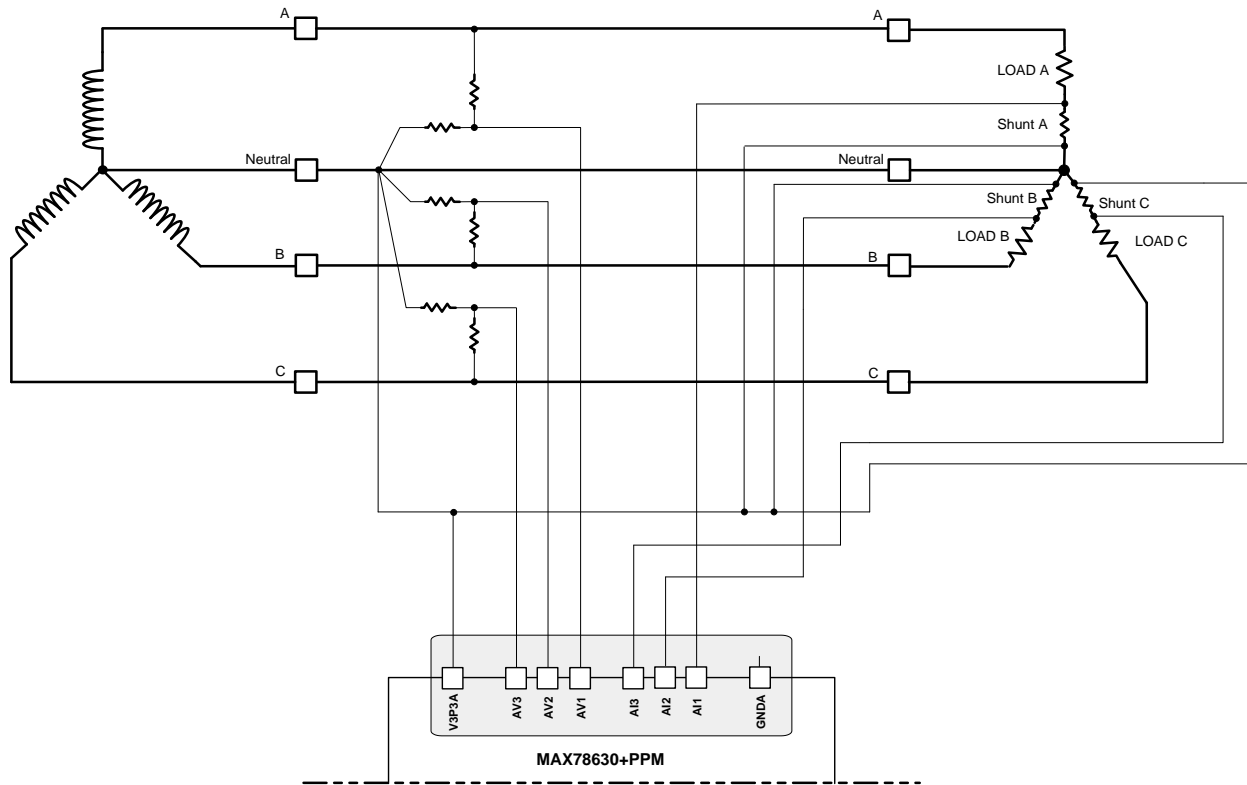 A
A
LOAD A
Shunt A
Neutral
Neutral
Shunt B
Shunt C
LOAD B
LOAD C
B
B
C
C
V3P3A
AV3
AV2
AV1
AI3
AI2
AI1
GNDA
MAX78630+PPM